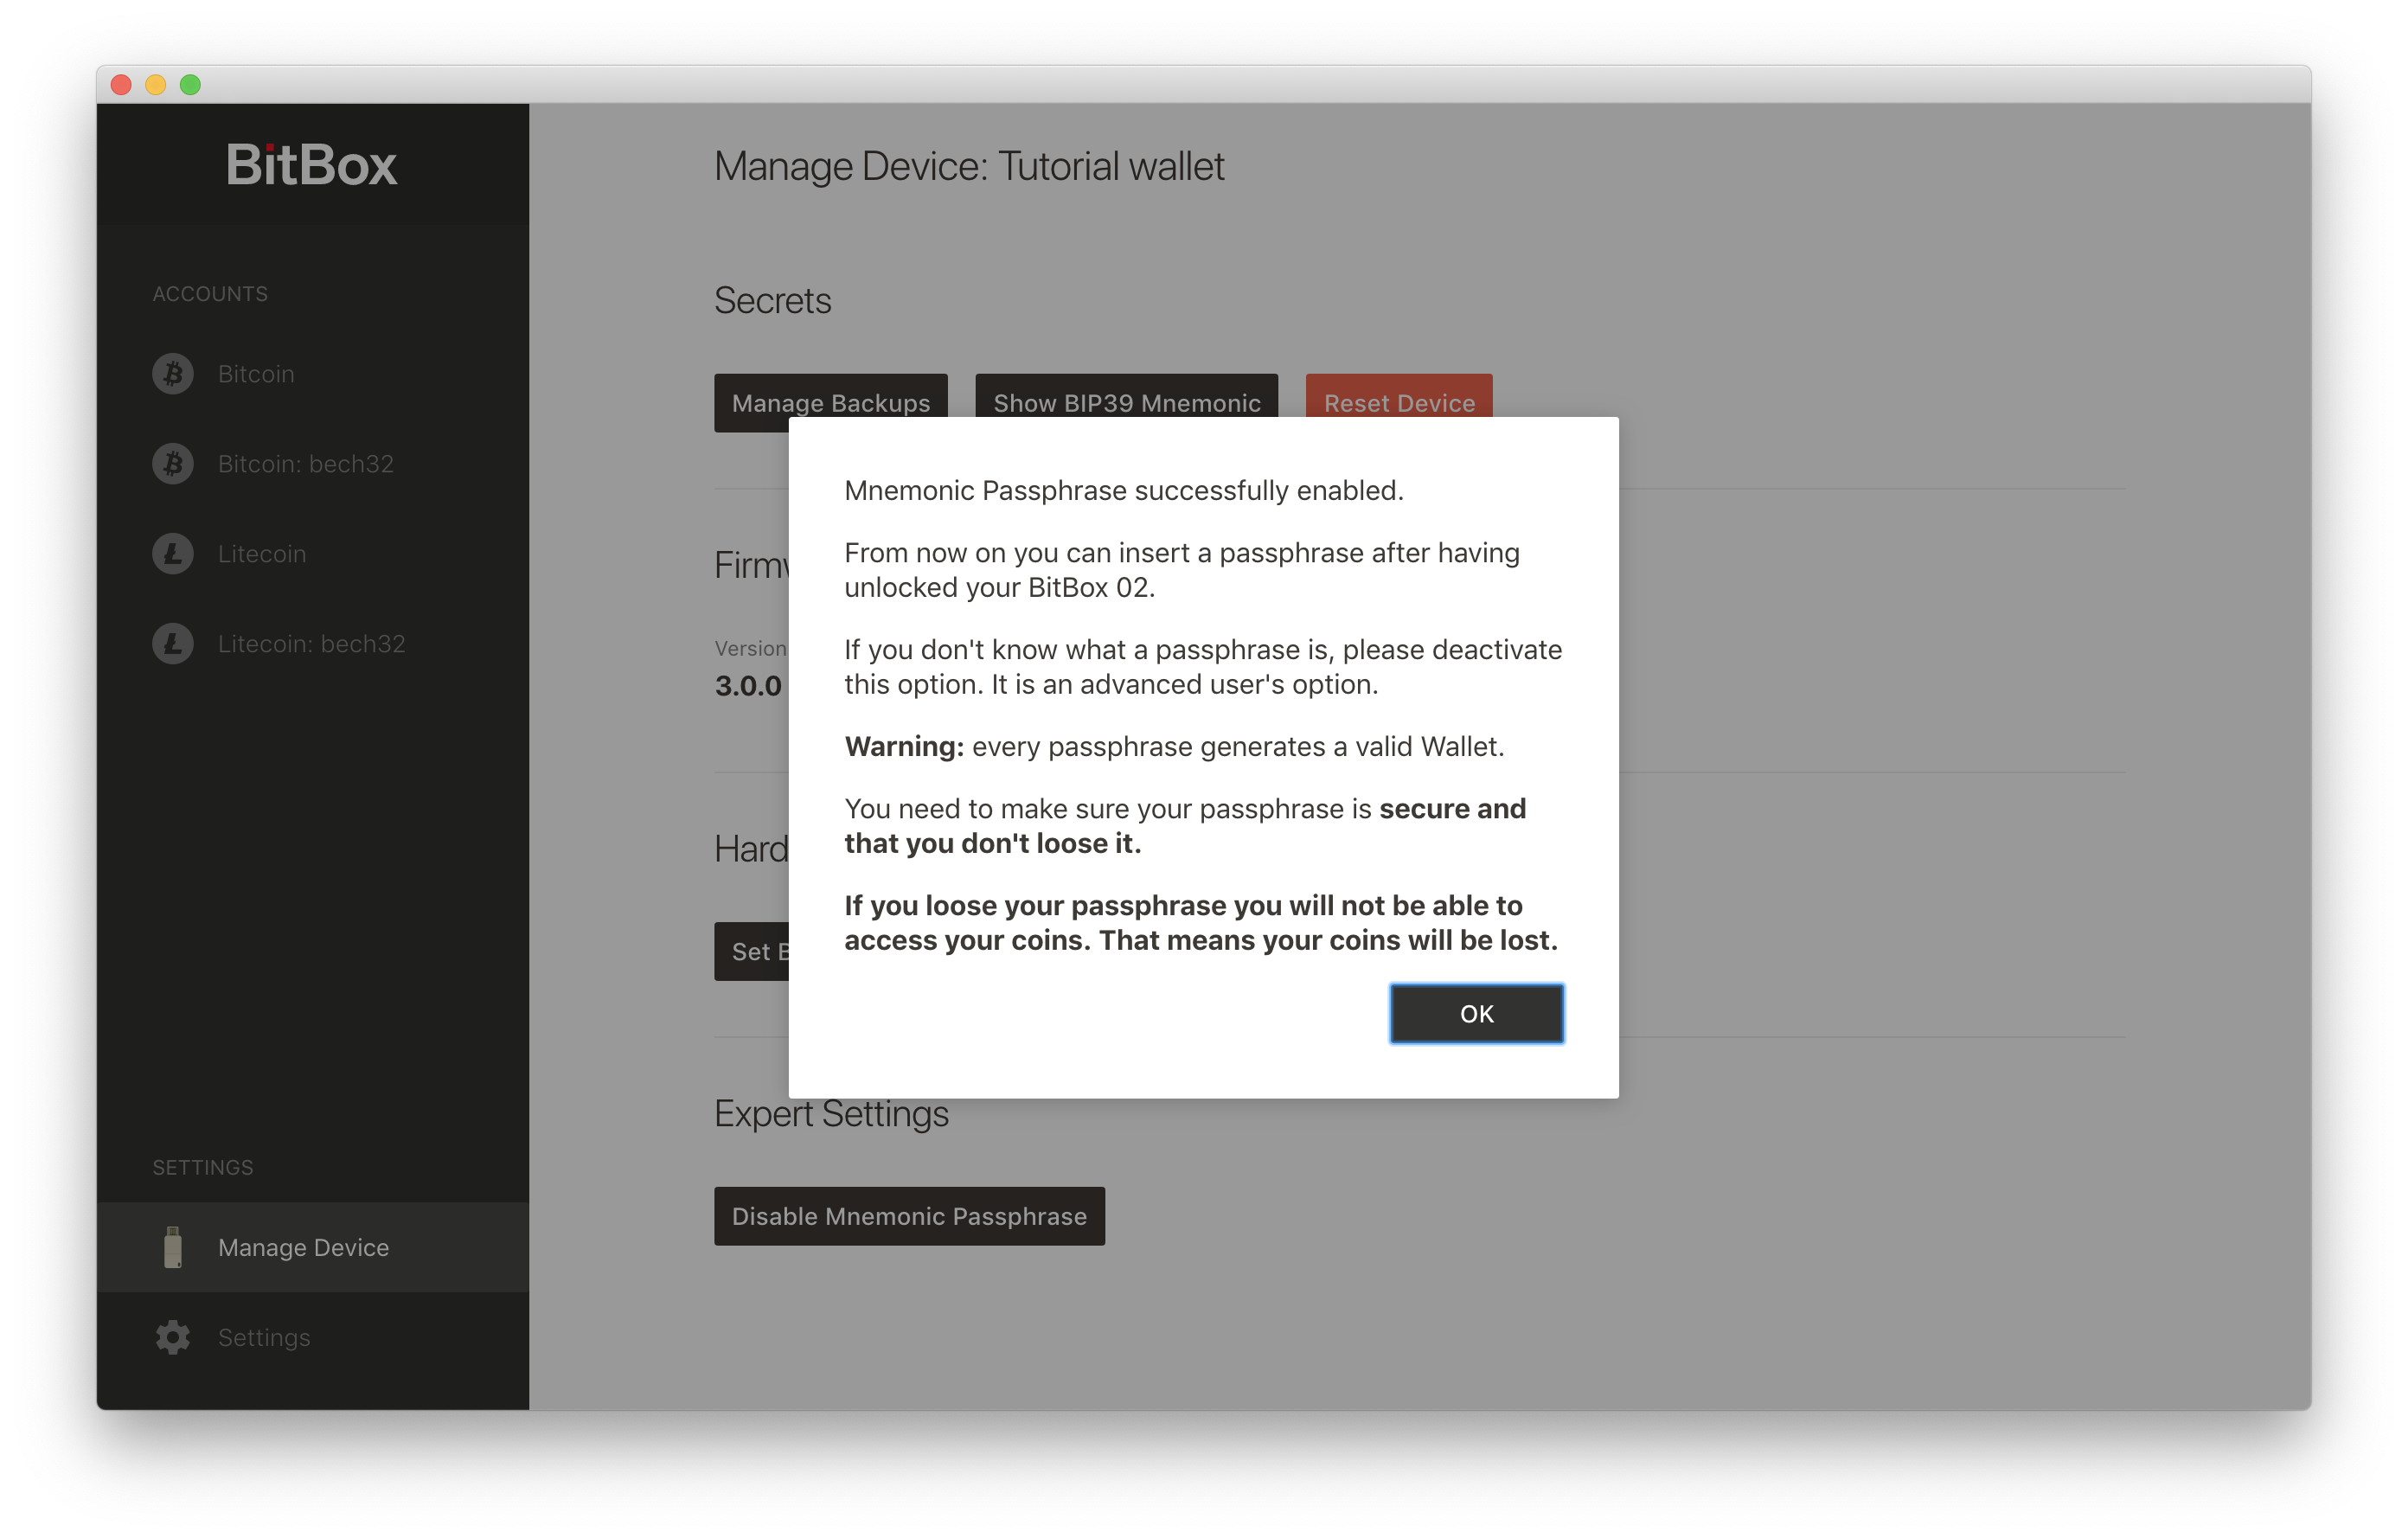 BitBox
ACCOUNTS
Bitcoin
Bitcoin: bech32
Litecoin
Litecoin: bech32
SETTINGS
Manage Device
Settings
Manage Device: Tutorial wallet
Secrets
Manage Backups Show BIP39 Mnemonic Reset Device
Firmw
Version
3.0.0
Hard
Set B
Expert Settings
Disable Mnemonic Passphrase
Mnemonic Passphrase successfully enabled.
From now on you can insert a passphrase after having
unlocked your BitBox 02.
If you don't know what a passphrase is, please deactivate
this option. It is an advanced user's option.
Warning: every passphrase generates a valid Wallet.
You need to make sure your passphrase is secure and
that you don't loose it.
If you loose your passphrase you will not be able to
access your coins. That means your coins will be lost.
OK